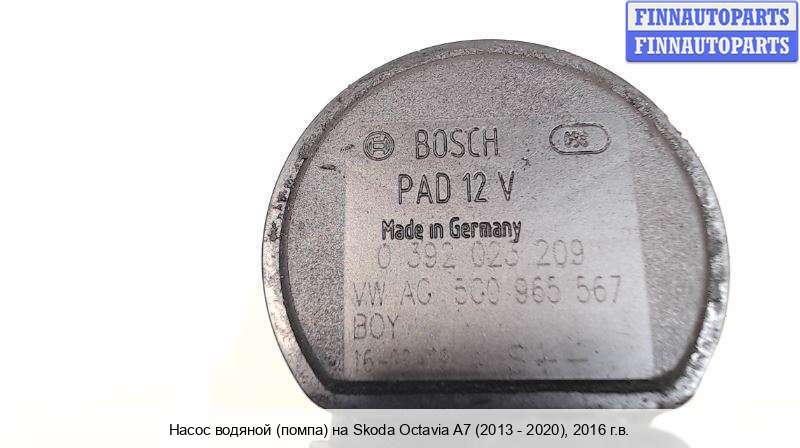 FINNAUTOPARTS
FINNAUTOPARTS
BOSCH
PAD 12 V
Made in Germany
0 392 023 209
VW AG 5G0 965 567
BOY
Насос водяной (помпа) на Skoda Octavia A7 (2013 - 2020), 2016 г.в.